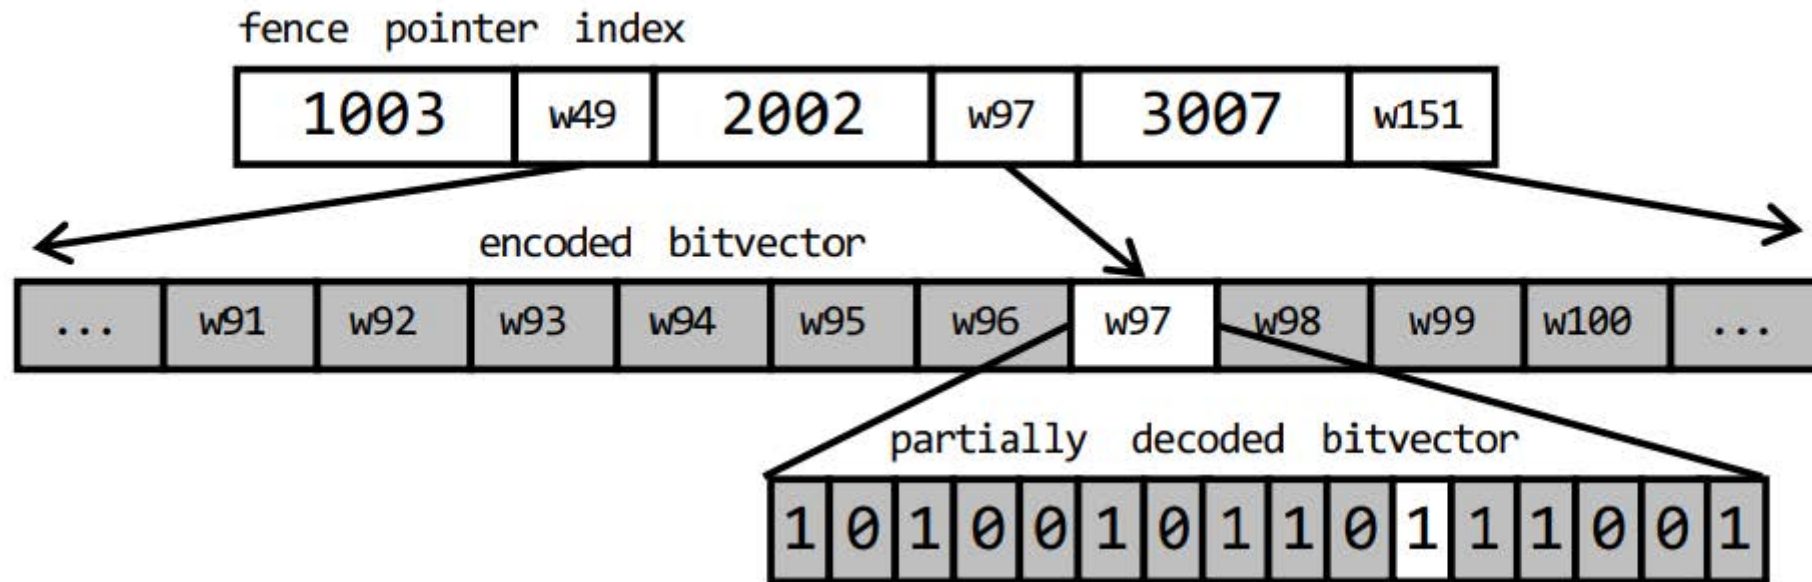 fence pointer index
1003 w49 2002 w97 3007 w151
encoded bitvector
... w91 w92 w93 w94 w95 w96 w97 w98 w99 w100 ...
partially decoded bitvector
1 0 1 0 0 1 0 1 1 0 1 1 1 0 0 1